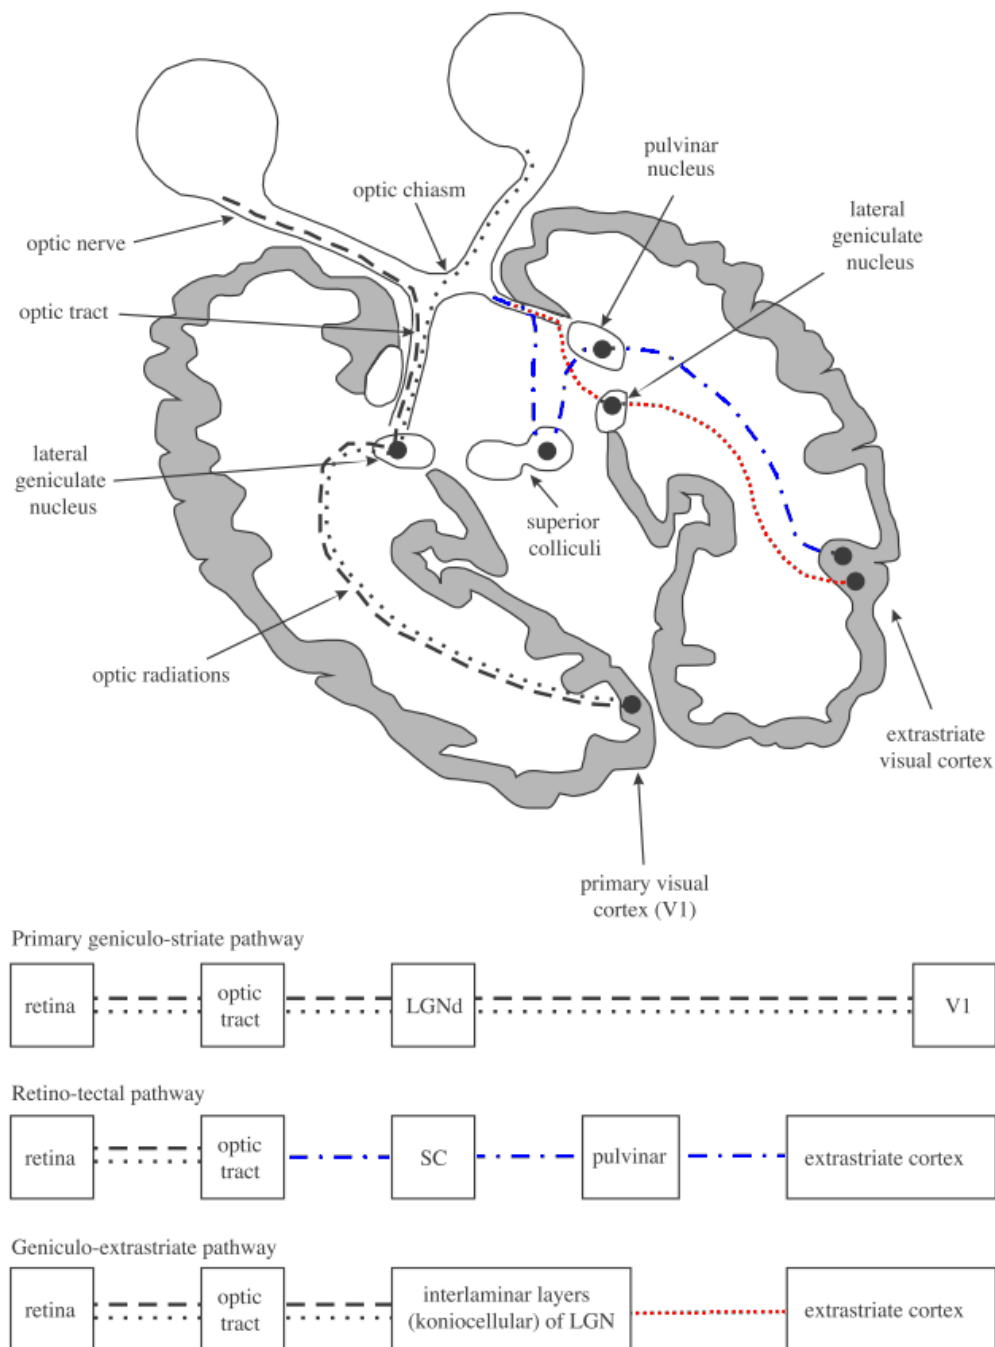 pulvinar
nucleus
optic chiasm
lateral
geniculate
nucleus
optic nerve
optic tract
lateral
geniculate
nucleus
superior
colliculi
optic radiations
extrastriate
visual cortex
primary visual
cortex (V1)
Primary geniculo-striate pathway
retina
optic
tract
LGNd
V1
Retino-tectal pathway
retina
optic
tract
SC
pulvinar
extrastriate cortex
Geniculo-extrastriate pathway
retina
optic
tract
interlaminar layers
(koniocellular) of LGN
extrastriate cortex